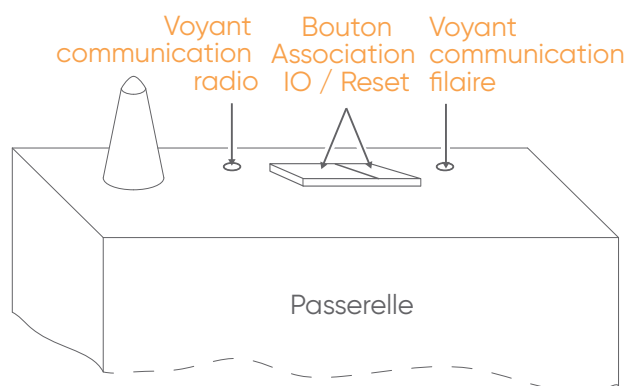 Voyant
communication
radio
Bouton
Association
IO / Reset
Voyant
communication
filaire
Passerelle